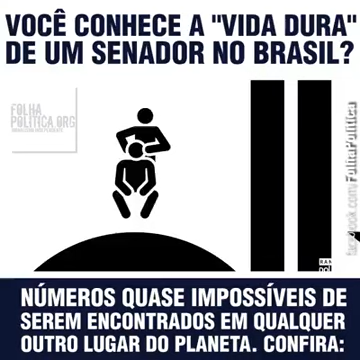 VOCÊ CONHECE A "VIDA DURA"
DE UM SENADOR NO BRASIL?
FOLHA
POLITICA.ORG
facebook.com/FolhaPolitica
NÚMEROS QUASE IMPOSSÍVEIS DE
SEREM ENCONTRADOS EM QUALQUER
OUTRO LUGAR DO PLANETA. CONFIRA: